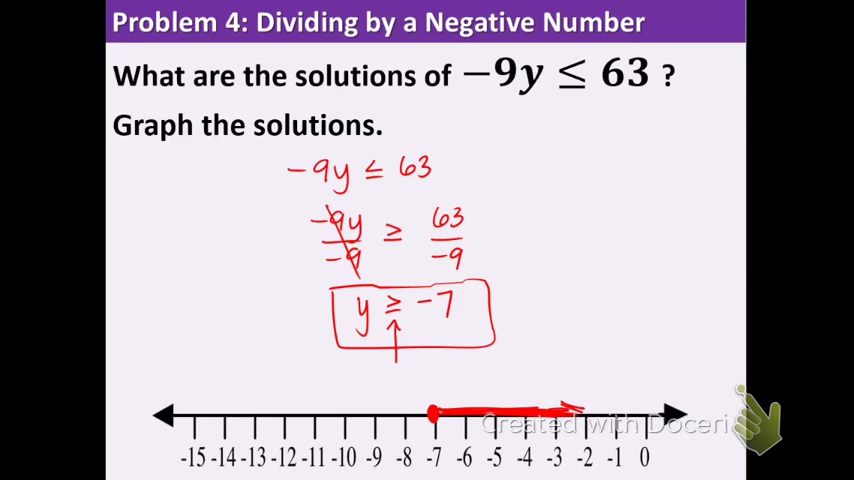 Problem 4: Dividing by a Negative Number
What are the solutions of −9y ≤ 63 ?
Graph the solutions.
-9y ≤ 63
-9y/-9 ≥ 63/-9
y ≥ -7
Created with Doceri
-15 -14 -13 -12 -11 -10 -9 -8 -7 -6 -5 -4 -3 -2 -1 0